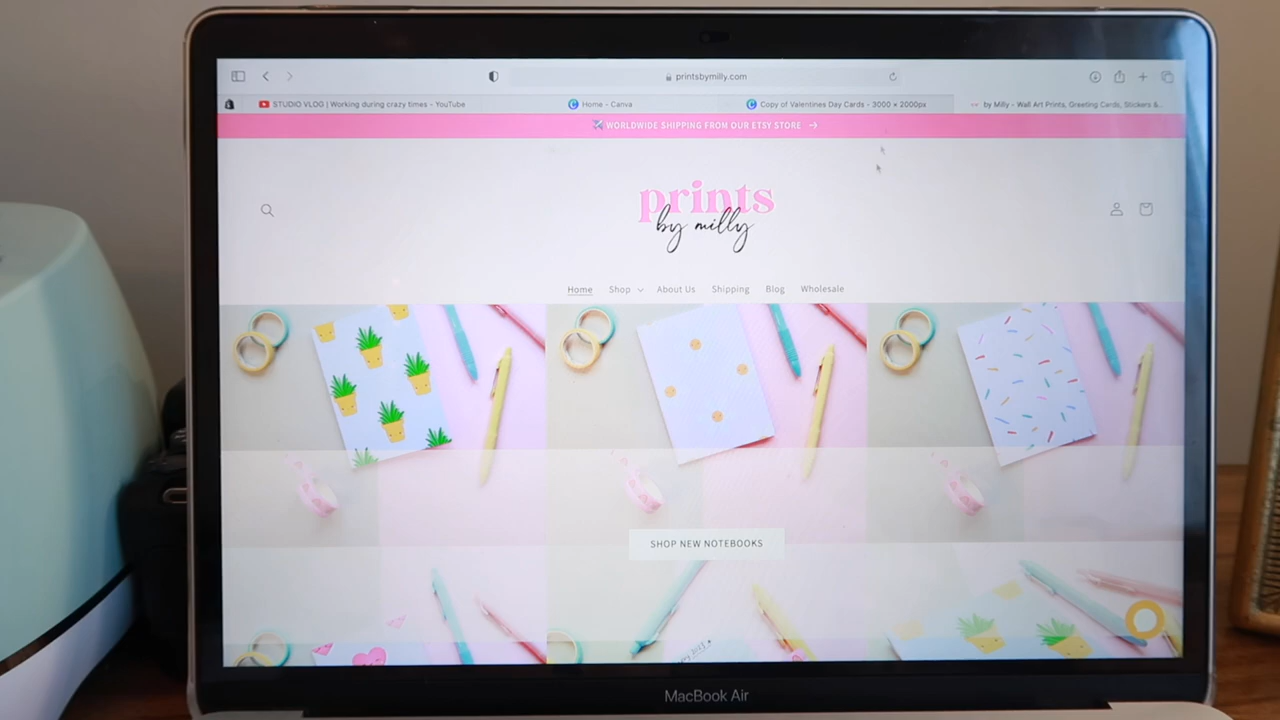 printsbymilly.com
STUDIO VLOG | Working during crazy times - YouTube
Home - Canva
Copy of Valentines Day Cards - 3000 × 2000px
by Milly - Wall Art Prints, Greeting Cards, Stickers &...
WORLDWIDE SHIPPING FROM OUR ETSY STORE →
prints
by milly
Home
Shop
About Us
Shipping
Blog
Wholesale
SHOP NEW NOTEBOOKS
MacBook Air